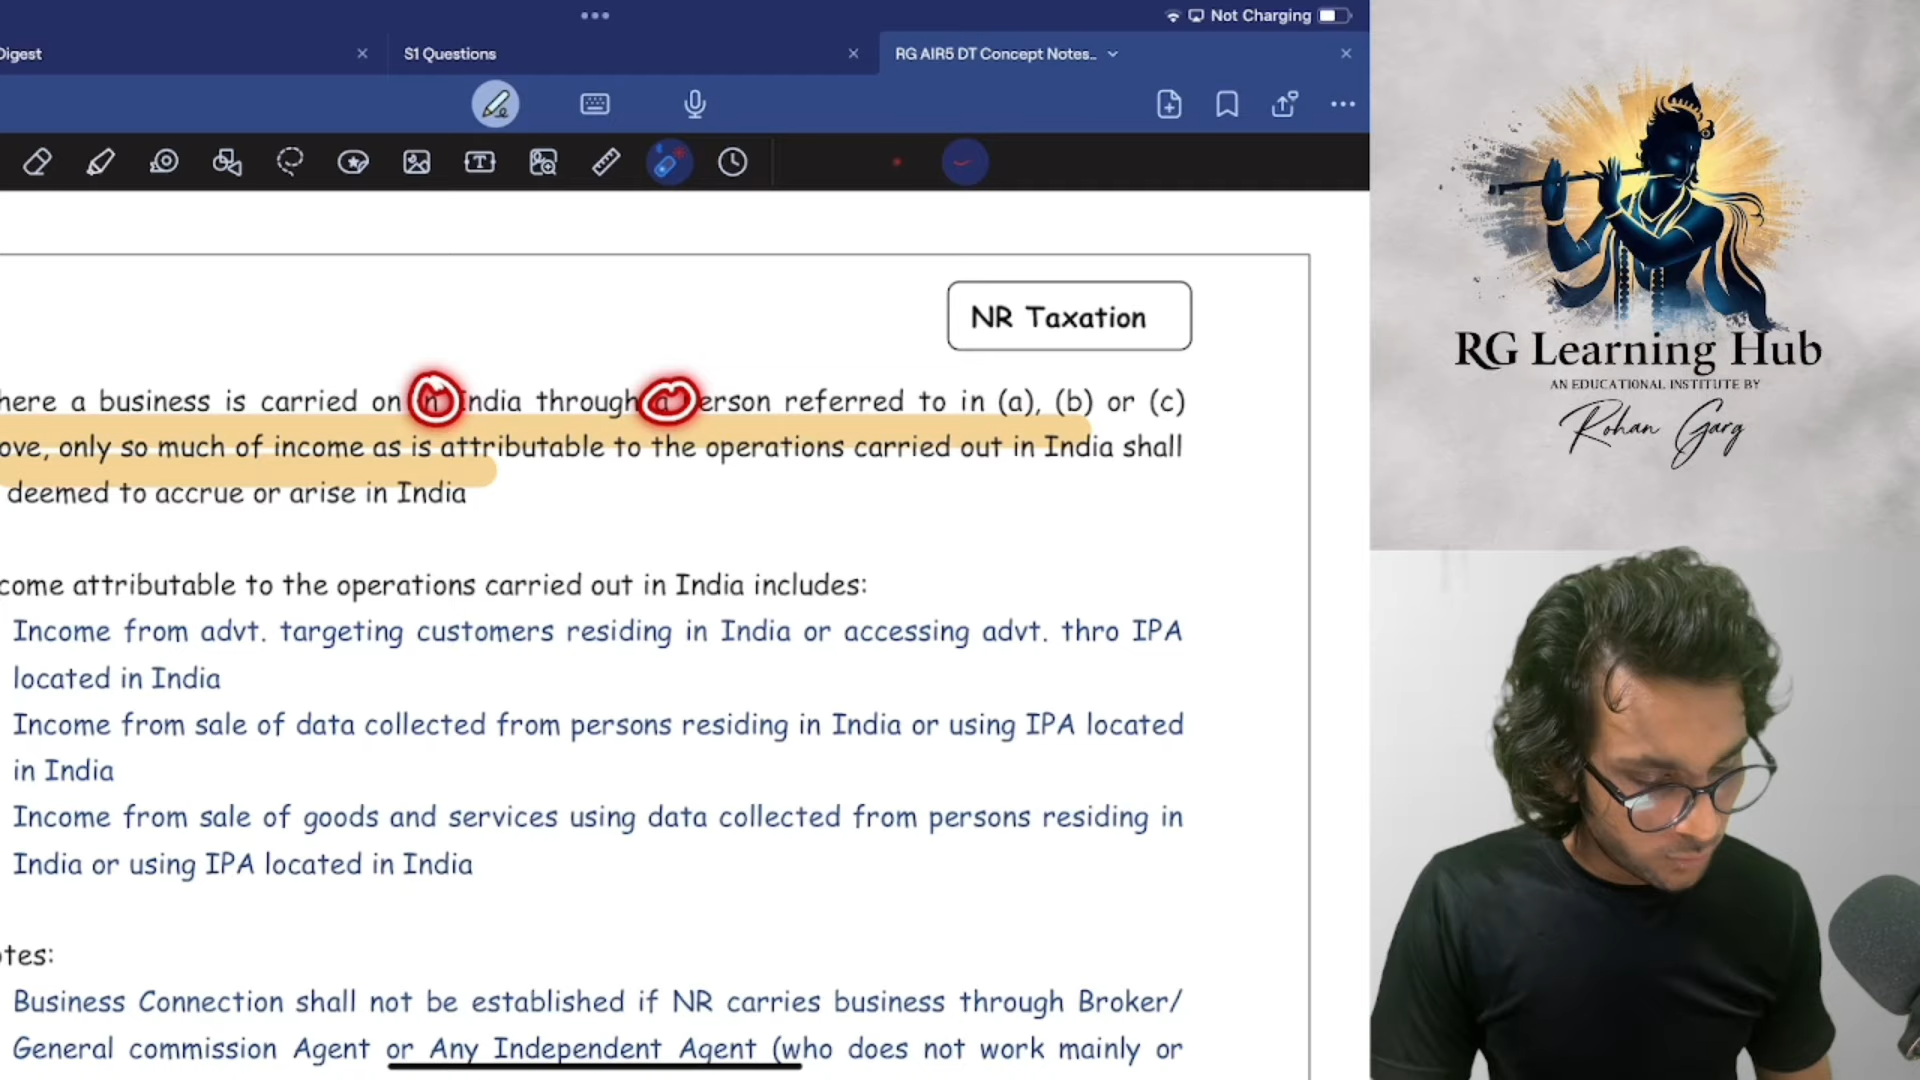 Not Charging
Digest
S1 Questions
RG AIR5 DT Concept Notes..
NR Taxation
here a business is carried on in India through a person referred to in (a), (b) or (c)
ove, only so much of income as is attributable to the operations carried out in India shall
deemed to accrue or arise in India
come attributable to the operations carried out in India includes:
Income from advt. targeting customers residing in India or accessing advt. thro IPA
located in India
Income from sale of data collected from persons residing in India or using IPA located
in India
Income from sale of goods and services using data collected from persons residing in
India or using IPA located in India
otes:
Business Connection shall not be established if NR carries business through Broker/
General commission Agent or Any Independent Agent (who does not work mainly or
RG Learning Hub
AN EDUCATIONAL INSTITUTE BY
Rohan Garg